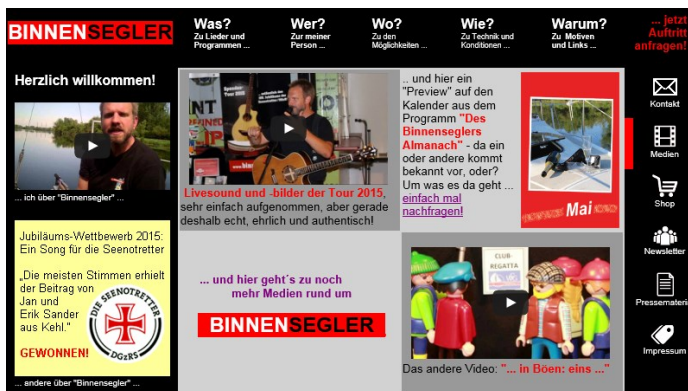 BINNENSEGLER
Was?
Zu Lieder und
Programmen ...
Wer?
Zur meiner
Person ...
Wo?
Zu den
Möglichkeiten ...
Wie?
Zu Technik und
Konditionen ...
Warum?
Zu Motiven
und Links ...
... jetzt
Auftritt
anfragen!
Herzlich willkommen!
... ich über "Binnensegler" ...
Jubiläums-Wettbewerb 2015:
Ein Song für die Seenotretter
„Die meisten Stimmen erhielt
der Beitrag von
Jan und
Erik Sander
aus Kehl."
GEWONNEN!
DIE SEENOTRETTER
DGzRS
... andere über "Binnensegler" ...
Livesound und -bilder der Tour 2015,
sehr einfach aufgenommen, aber gerade
deshalb echt, ehrlich und authentisch!
.. und hier ein
"Preview" auf den
Kalender aus dem
Programm "Des
Binnenseglers
Almanach" - da ein
oder andere kommt
bekannt vor, oder?
Um was es da geht ...
einfach mal
nachfragen!
Mai
... und hier geht´s zu noch
mehr Medien rund um
BINNENSEGLER
CLUB-
REGATTA
Das andere Video: "... in Böen: eins ..."
Kontakt
Medien
Shop
Newsletter
Pressemateri
Impressum